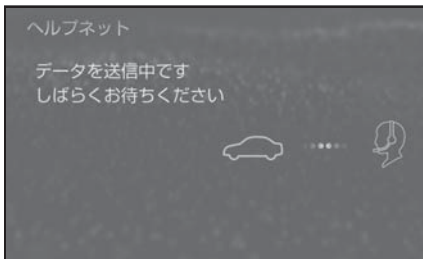 ヘルプネット
データを送信中です
しばらくお待ちください